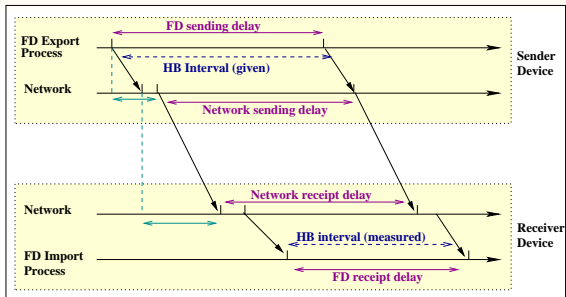 FD sending delay
FD Export
Process
HB Interval (given)
Sender
Device
Network
Network sending delay
Network receipt delay
Network
HB interval (measured)
Receiver
Device
FD Import
Process
FD receipt delay